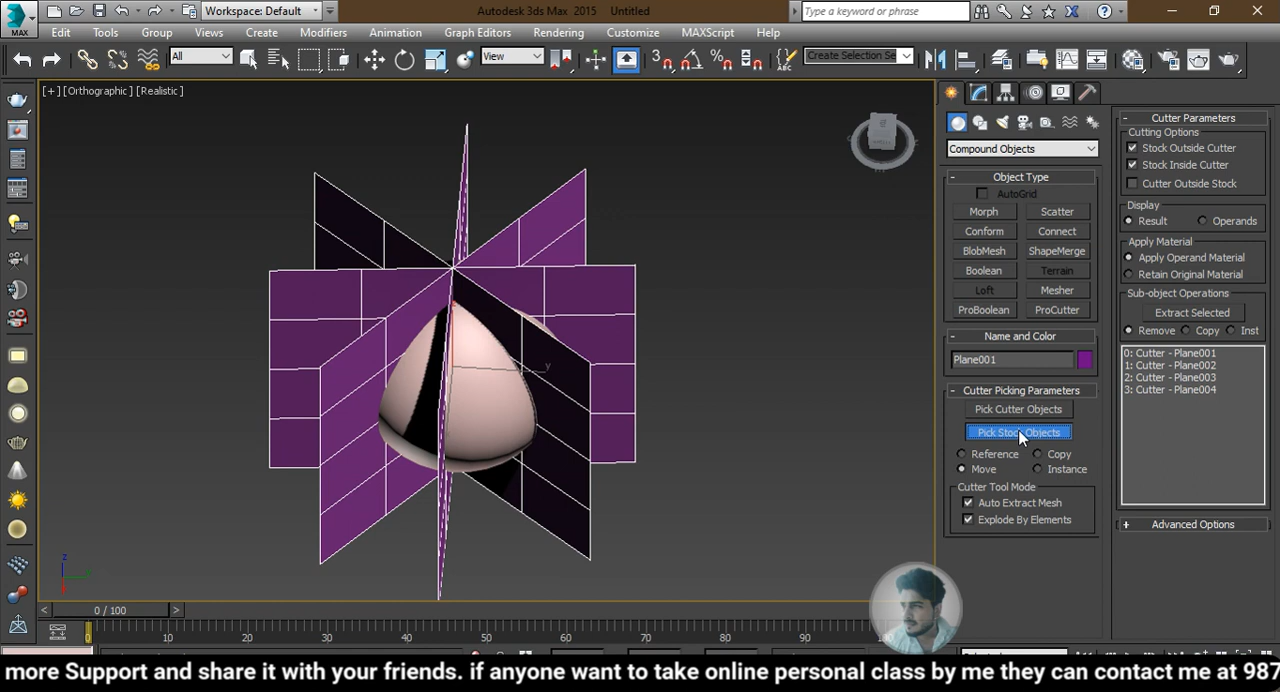 MAX
Workspace: Default
Autodesk 3ds Max 2015 Untitled
Type a keyword or phrase
Edit Tools Group Views Create Modifiers Animation Graph Editors Rendering Customize MAXScript Help
All
View
Create Selection Se
[+] [Orthographic] [Realistic]
Compound Objects
- Object Type
AutoGrid
Morph Scatter
Conform Connect
BlobMesh ShapeMerge
Boolean Terrain
Loft Mesher
ProBoolean ProCutter
- Name and Color
Plane001
- Cutter Picking Parameters
Pick Cutter Objects
Pick Stock Objects
Reference Copy
Move Instance
Cutter Tool Mode
Auto Extract Mesh
Explode By Elements
- Cutter Parameters
Cutting Options
Stock Outside Cutter
Stock Inside Cutter
Cutter Outside Stock
Display
Result Operands
Apply Material
Apply Operand Material
Retain Original Material
Sub-object Operations
Extract Selected
Remove Copy Inst
0: Cutter - Plane001
1: Cutter - Plane002
2: Cutter - Plane003
3: Cutter - Plane004
+ Advanced Options
y
z
< 0 / 100 >
0 10 20 30 40 50 60 70 80
more Support and share it with your friends. if anyone want to take online personal class by me they can contact me at 987